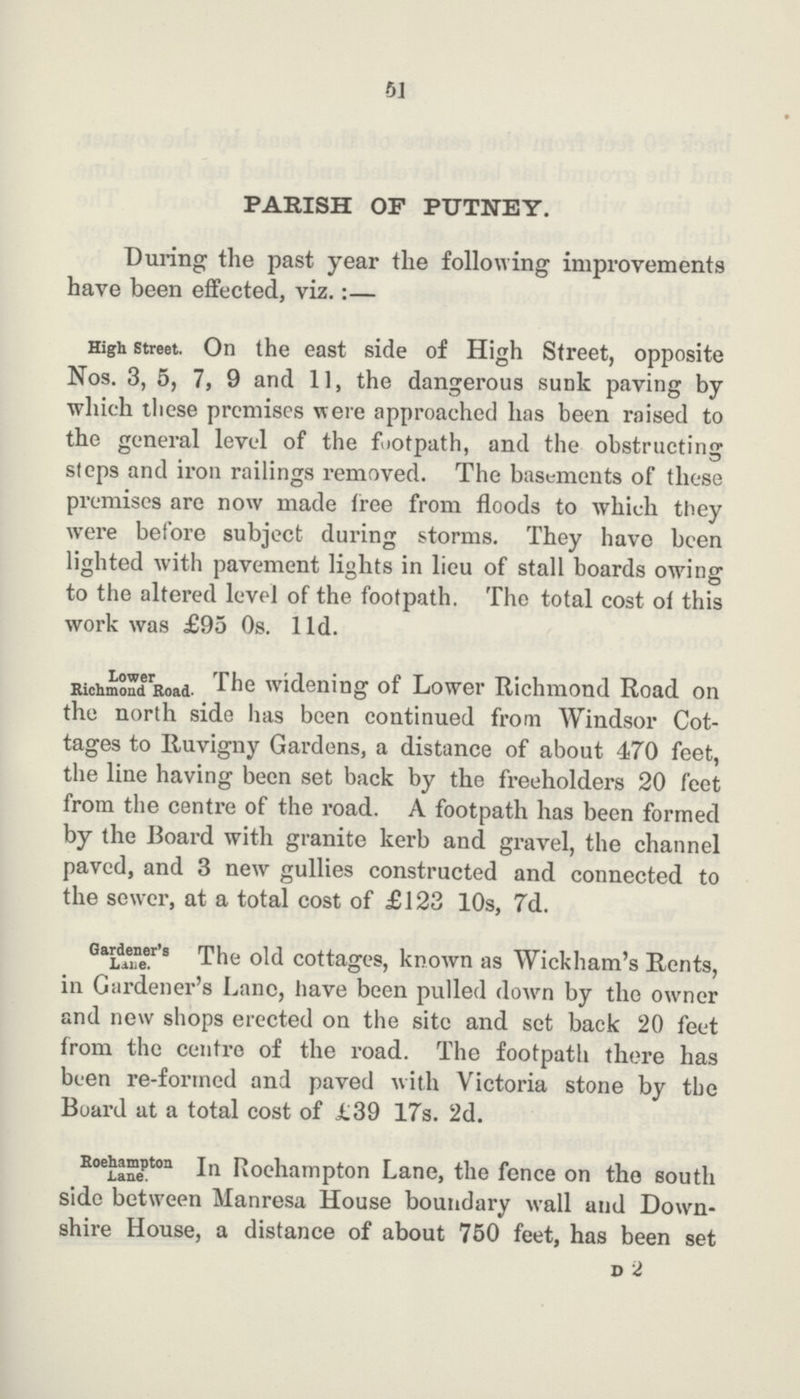 51
PARISH OF PUTNEY.
During the past year the following improvements
have been effected, viz. :—
High Street. On the east side of High Street, opposite
Nos. 3, 5, 7, 9 and 11, the dangerous sunk paving by
which these premises were approached has been raised to
the general level of the footpath, and the obstructing
steps and iron railings removed. The basements of these
premises are now made free from floods to which they
were before subject during storms. They have been
lighted with pavement lights in lieu of stall boards owing
to the altered level of the footpath. The total cost of this
work was £95 0s. 11d.
Lower
Richmond Road. The widening of Lower Richmond Road on
the north side has been continued from Windsor Cot-
tages to Ruvigny Gardens, a distance of about 470 feet,
the line having been set back by the freeholders 20 feet
from the centre of the road. A footpath has been formed
by the Board with granite kerb and gravel, the channel
paved, and 3 new gullies constructed and connected to
the sewer, at a total cost of £123 10s, 7d.
Gardener's
Lane. The old cottages, known as Wickham's Rents,
in Gardener's Lane, have been pulled down by the owner
and new shops erected on the site and set back 20 feet
from the centre of the road. The footpath there has
been re-formed and paved with Victoria stone by the
Board at a total cost of £39 17s. 2d.
Roehampton
Lane. In Roehampton Lane, the fence on the south
side between Manresa House boundary wall and Down-
shire House, a distance of about 750 feet, has been set
D 2